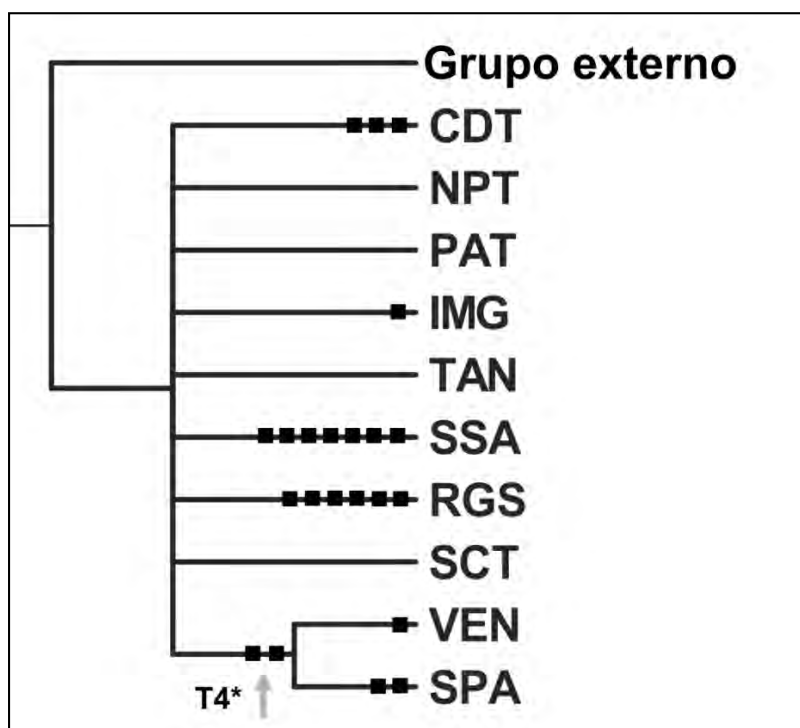 Grupo externo
CDT
NPT
PAT
IMG
TAN
SSA
RGS
SCT
VEN
SPA
T4*